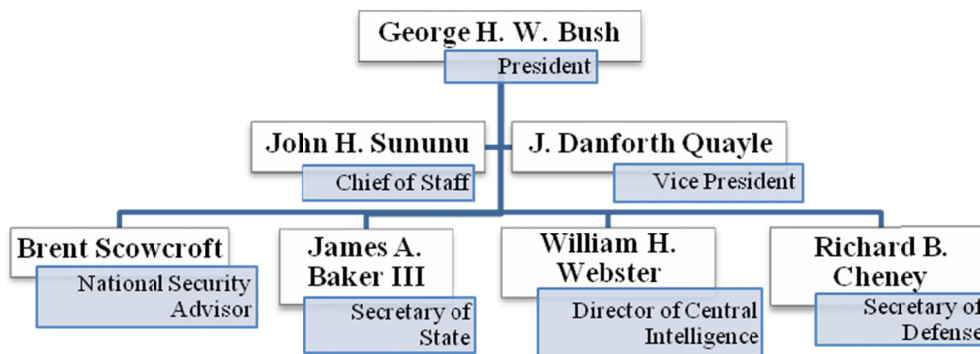 George H. W. Bush
President
John H. Sununu
Chief of Staff
J. Danforth Quayle
Vice President
Brent Scowcroft
National Security
Advisor
James A.
Baker III
Secretary of
State
William H.
Webster
Director of Central
Intelligence
Richard B.
Cheney
Secretary of
Defense